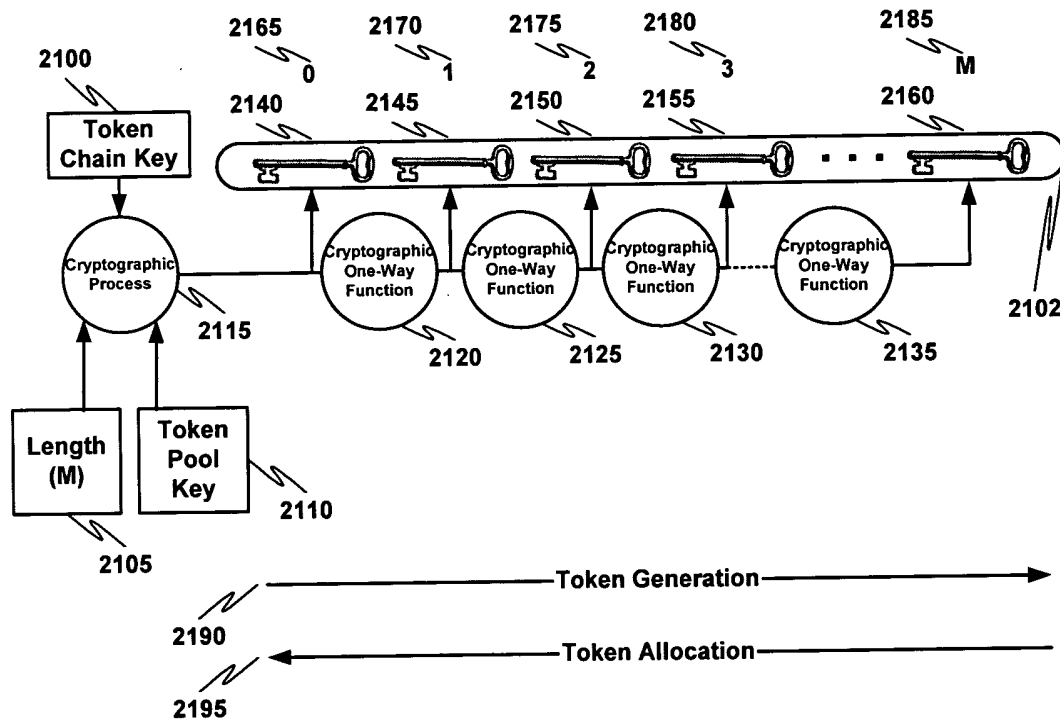 2165
2170
2175
2180
2185
2100
0
1
2
3
M
2140
2145
2150
2155
2160
Token
Chain Key
Cryptographic
Process
Cryptographic
One-Way
Function
Cryptographic
One-Way
Function
Cryptographic
One-Way
Function
Cryptographic
One-Way
Function
2102
2115
2120
2125
2130
2135
Length
(M)
Token
Pool
Key
2110
2105
Token Generation
2190
Token Allocation
2195